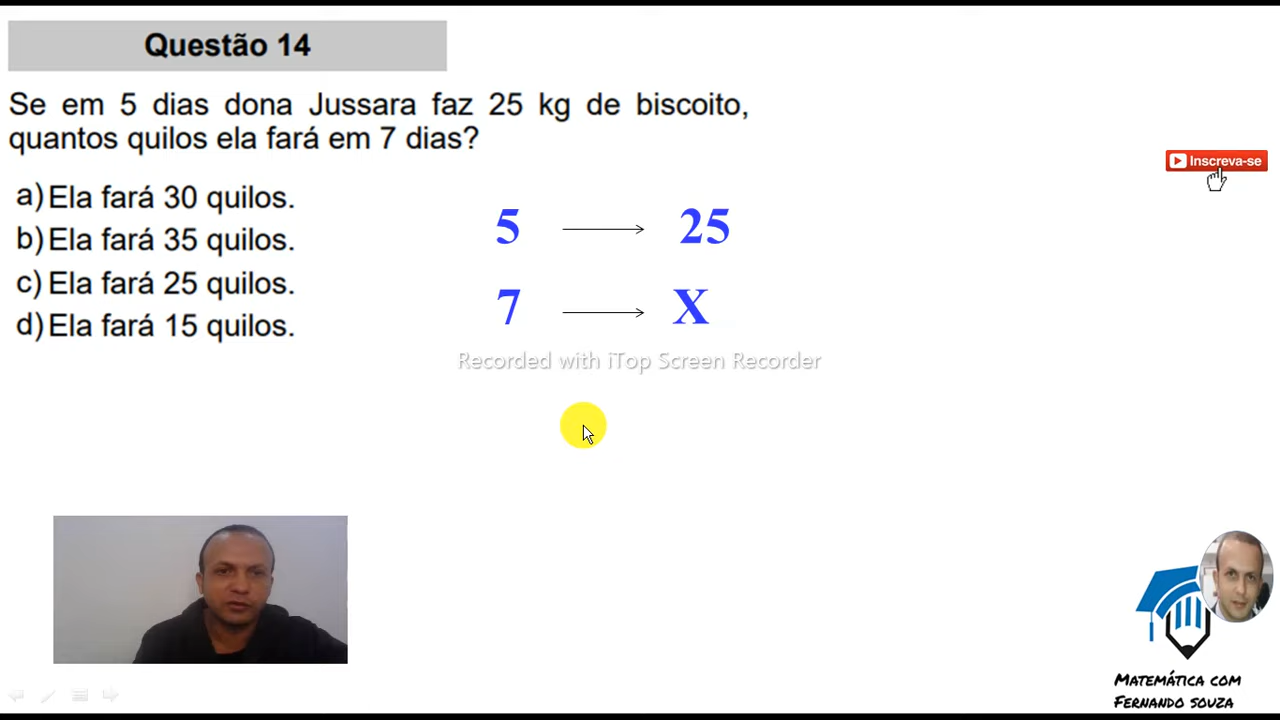 Questão 14
Se em 5 dias dona Jussara faz 25 kg de biscoito,
quantos quilos ela fará em 7 dias?
a) Ela fará 30 quilos.
b) Ela fará 35 quilos.
c) Ela fará 25 quilos.
d) Ela fará 15 quilos.
5 → 25
7 → X
Recorded with iTop Screen Recorder
Inscreva-se
Matemática com
Fernando Souza